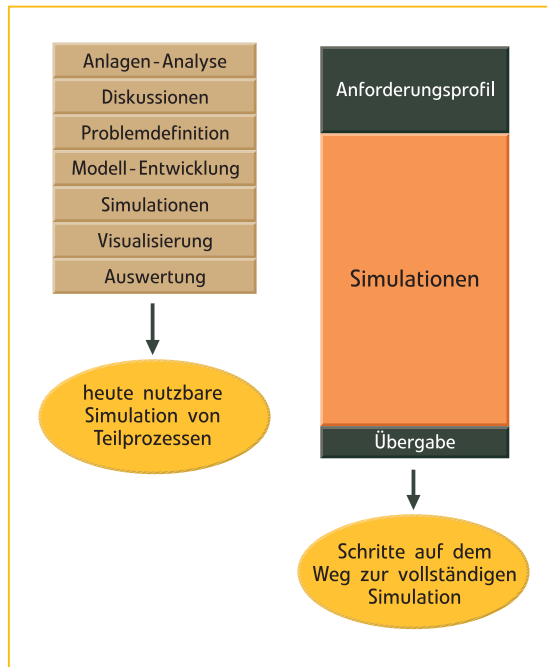 Anlagen-Analyse
Diskussionen
Problemdefinition
Modell-Entwicklung
Simulationen
Visualisierung
Auswertung
heute nutzbare
Simulation von
Teilprozessen
Anforderungsprofil
Simulationen
Übergabe
Schritte auf dem
Weg zur vollständigen
Simulation